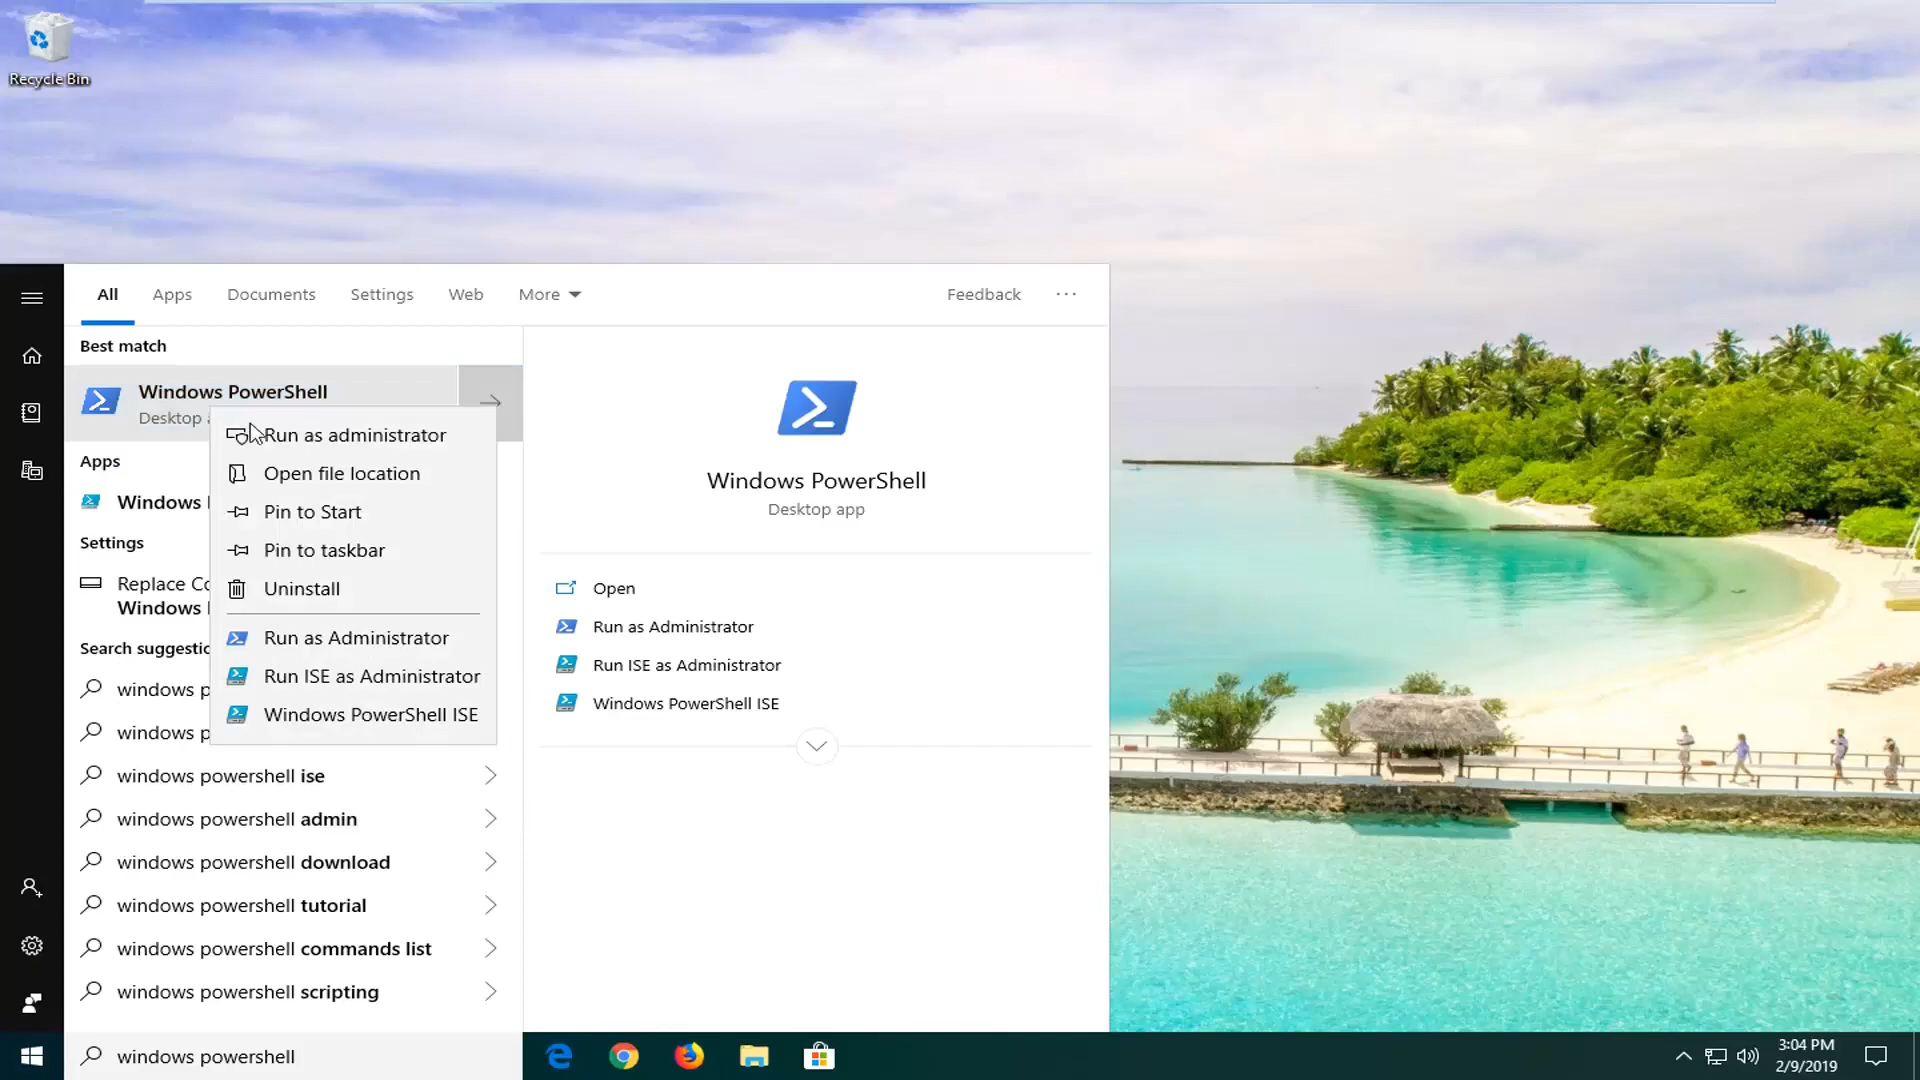 Recycle Bin
All
Apps
Documents
Settings
Web
More
Feedback
Best match
Windows PowerShell
Desktop
Run as administrator
Open file location
Pin to Start
Pin to taskbar
Uninstall
Run as Administrator
Run ISE as Administrator
Windows PowerShell ISE
Apps
Windows
Settings
Replace
Windows
Search
windows
windows
windows powershell ise
windows powershell admin
windows powershell download
windows powershell tutorial
windows powershell commands list
windows powershell scripting
Windows PowerShell
Desktop app
Open
Run as Administrator
Run ISE as Administrator
Windows PowerShell ISE
windows powershell
3:04 PM
2/9/2019